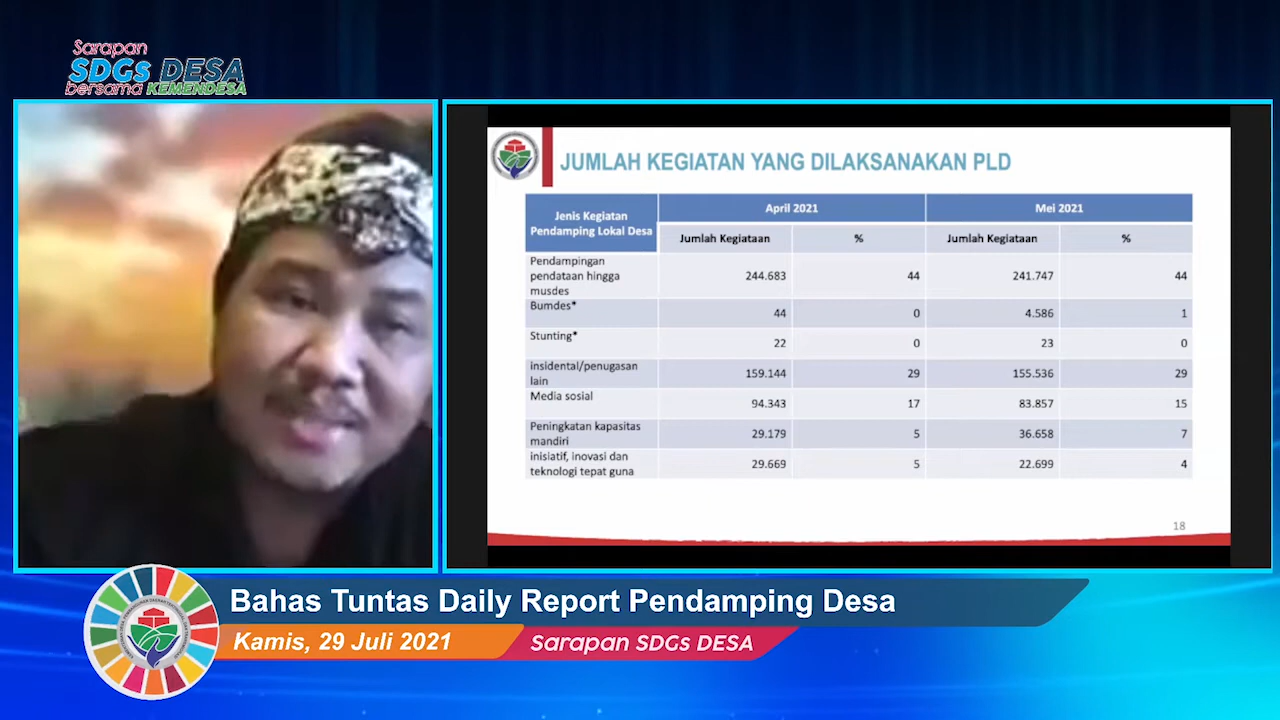 Sarapan
SDGs DESA
bersama KEMENDESA
JUMLAH KEGIATAN YANG DILAKSANAKAN PLD
Jenis Kegiatan
Pendamping Lokal Desa
April 2021
Mei 2021
Jumlah Kegiataan
%
Jumlah Kegiataan
%
Pendampingan
pendataan hingga
musdes
244.683
44
241.747
44
Bumdes*
44
0
4.586
1
Stunting*
22
0
23
0
insidental/penugasan
lain
159.144
29
155.536
29
Media sosial
94.343
17
83.857
15
Peningkatan kapasitas
mandiri
29.179
5
36.658
7
inisiatif, inovasi dan
teknologi tepat guna
29.669
5
22.699
4
18
Bahas Tuntas Daily Report Pendamping Desa
Kamis, 29 Juli 2021
Sarapan SDGs DESA